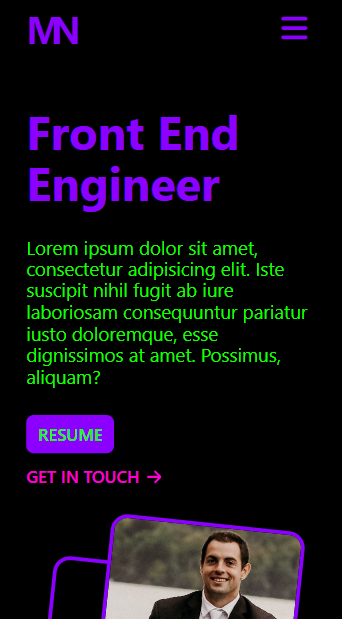 MN
Front End
Engineer
Lorem ipsum dolor sit amet,
consectetur adipisicing elit. Iste
suscipit nihil fugit ab iure
laboriosam consequuntur pariatur
iusto doloremque, esse
dignissimos at amet. Possimus,
aliquam?
RESUME
GET IN TOUCH →